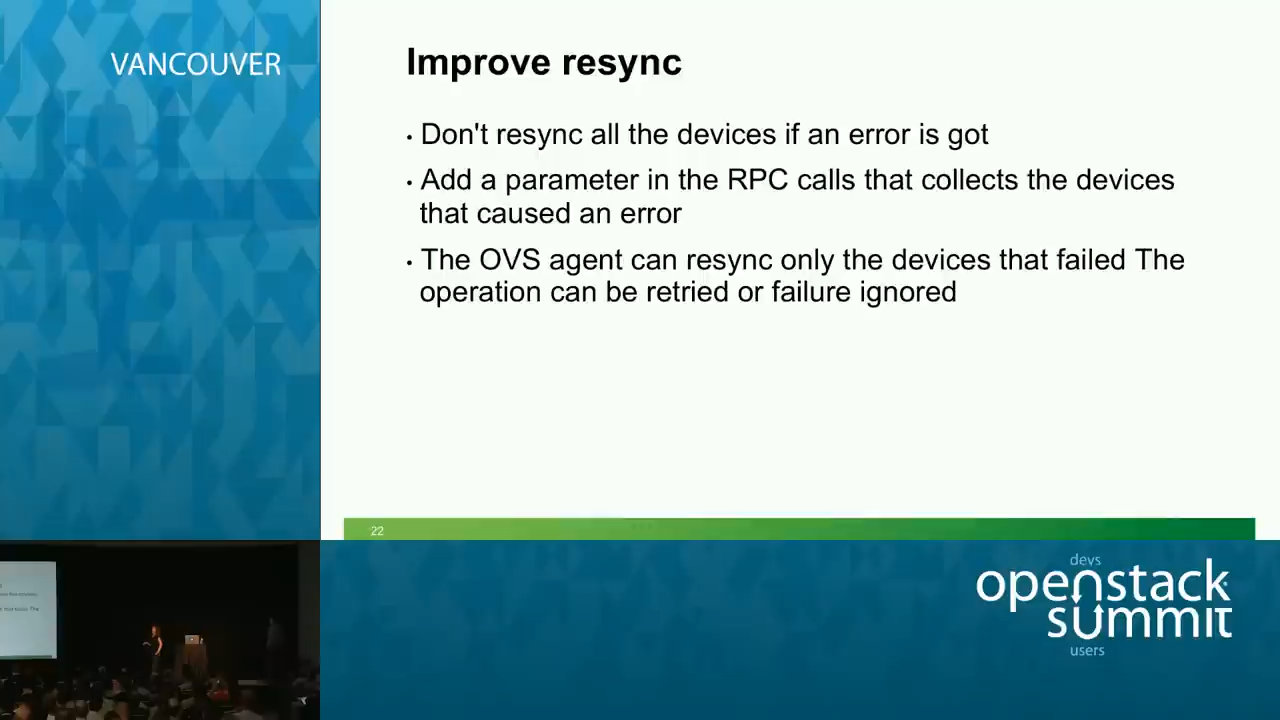 VANCOUVER
Improve resync
• Don't resync all the devices if an error is got
• Add a parameter in the RPC calls that collects the devices
that caused an error
• The OVS agent can resync only the devices that failed The
operation can be retried or failure ignored
22
devs
openstack
summit
users